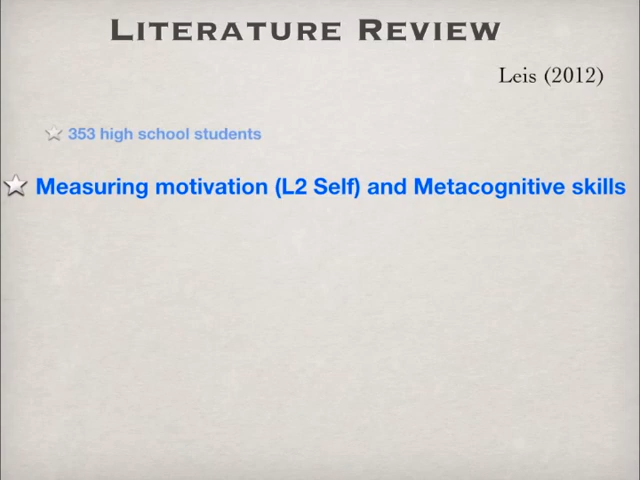 Literature Review
Leis (2012)
353 high school students
Measuring motivation (L2 Self) and Metacognitive skills